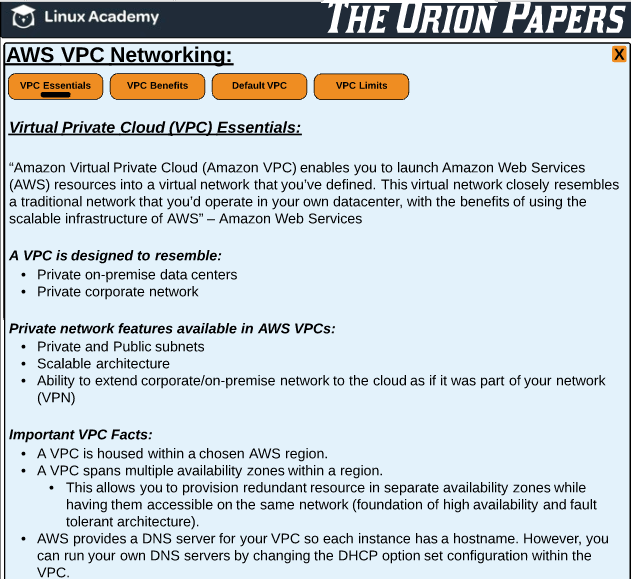 Linux Academy
THE ORION PAPERS
AWS VPC Networking:
X
VPC Essentials
VPC Benefits
Default VPC
VPC Limits
Virtual Private Cloud (VPC) Essentials:
“Amazon Virtual Private Cloud (Amazon VPC) enables you to launch Amazon Web Services
(AWS) resources into a virtual network that you’ve defined. This virtual network closely resembles
a traditional network that you’d operate in your own datacenter, with the benefits of using the
scalable infrastructure of AWS” – Amazon Web Services
A VPC is designed to resemble:
• Private on-premise data centers
• Private corporate network
Private network features available in AWS VPCs:
• Private and Public subnets
• Scalable architecture
• Ability to extend corporate/on-premise network to the cloud as if it was part of your network
(VPN)
Important VPC Facts:
• A VPC is housed within a chosen AWS region.
• A VPC spans multiple availability zones within a region.
• This allows you to provision redundant resource in separate availability zones while
having them accessible on the same network (foundation of high availability and fault
tolerant architecture).
• AWS provides a DNS server for your VPC so each instance has a hostname. However, you
can run your own DNS servers by changing the DHCP option set configuration within the
VPC.